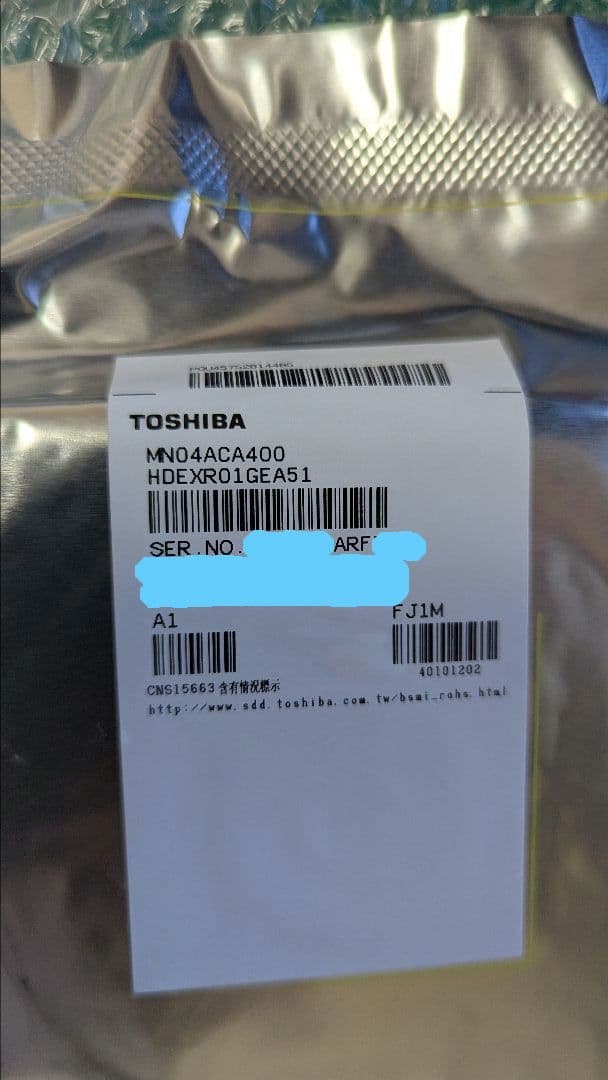 TOSHIBA
MN04ACA400
HDEXR01GEA51
SER.NO. ARF
A1
FJ1M
40101202
CNS15663 含有情況標示
http://www.sdd.toshiba.com.tw/bsmi_rohs.html